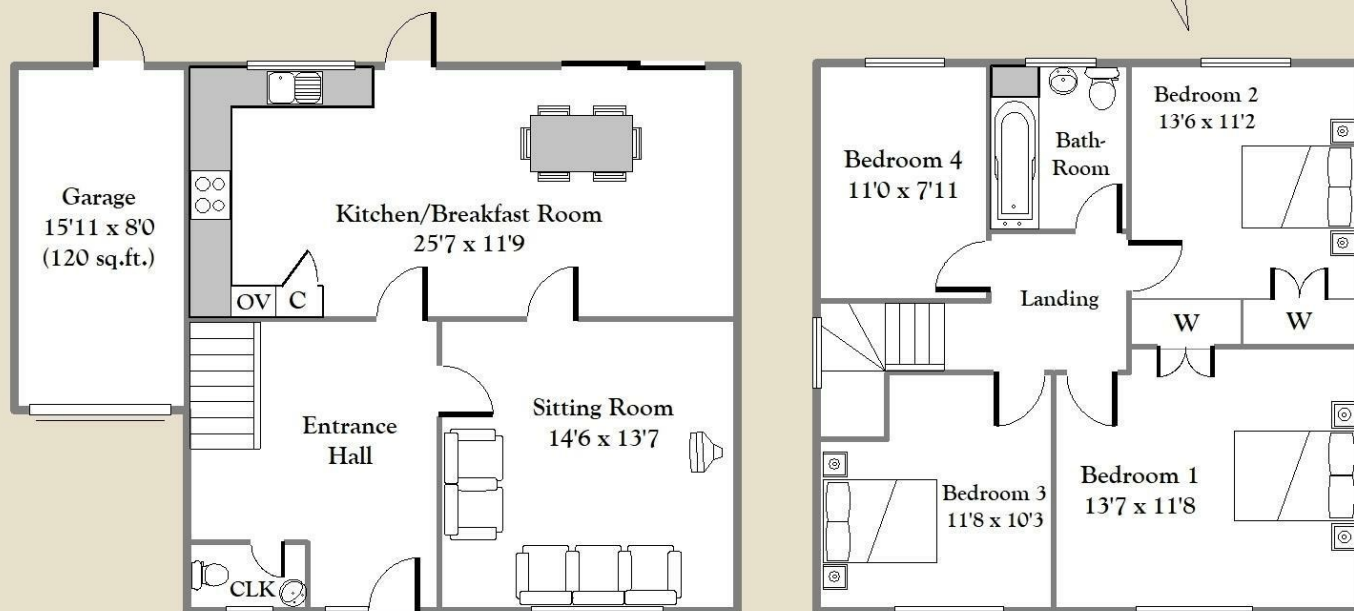 Garage
15'11 x 8'0
(120 sq.ft.)
Kitchen/Breakfast Room
25'7 x 11'9
OV
C
Entrance
Hall
Sitting Room
14'6 x 13'7
CLK
Bedroom 4
11'0 x 7'11
Bath-
Room
Bedroom 2
13'6 x 11'2
Landing
W
W
Bedroom 3
11'8 x 10'3
Bedroom 1
13'7 x 11'8